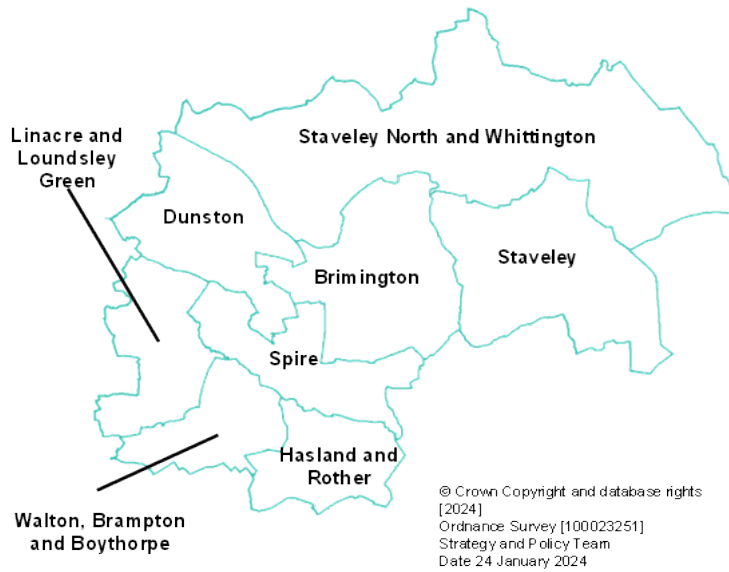 Linacre and
Loundsley
Green
Staveley North and Whittington
Dunston
Staveley
Brimington
Spire
Hasland and
Rother
Walton, Brampton
and Boythorpe
© Crown Copyright and database rights
[2024]
Ordnance Survey [100023251]
Strategy and Policy Team
Date 24 January 2024